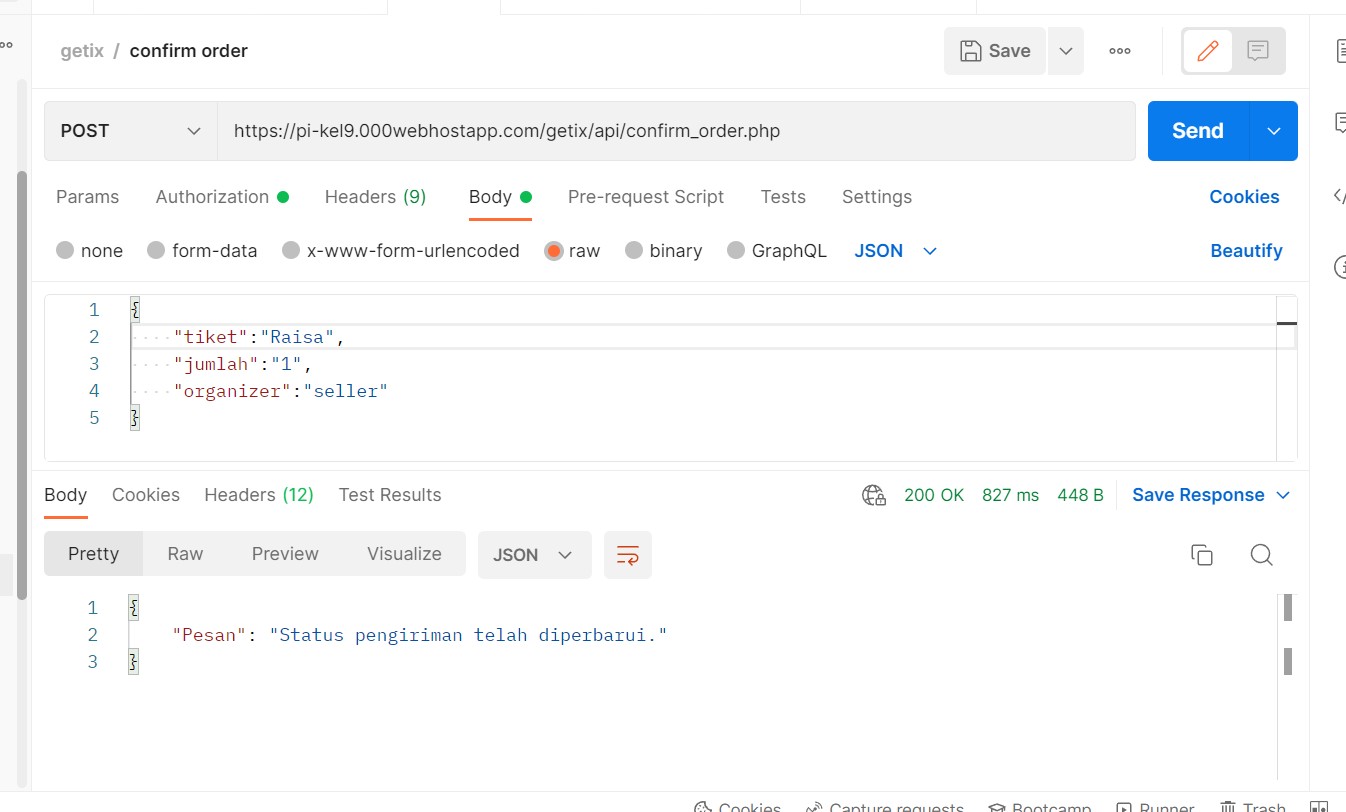 getix / confirm order
Save
POST
https://pi-kel9.000webhostapp.com/getix/api/confirm_order.php
Send
Params Authorization Headers (9) Body Pre-request Script Tests Settings Cookies
none form-data x-www-form-urlencoded raw binary GraphQL JSON Beautify
1 {
2 "tiket":"Raisa",
3 "jumlah":"1",
4 "organizer":"seller"
5 }
Body Cookies Headers (12) Test Results 200 OK 827 ms 448 B Save Response
Pretty Raw Preview Visualize JSON
1 {
2 "Pesan": "Status pengiriman telah diperbarui."
3 }
Cookies Capture requests Bootcamp Runner Trash